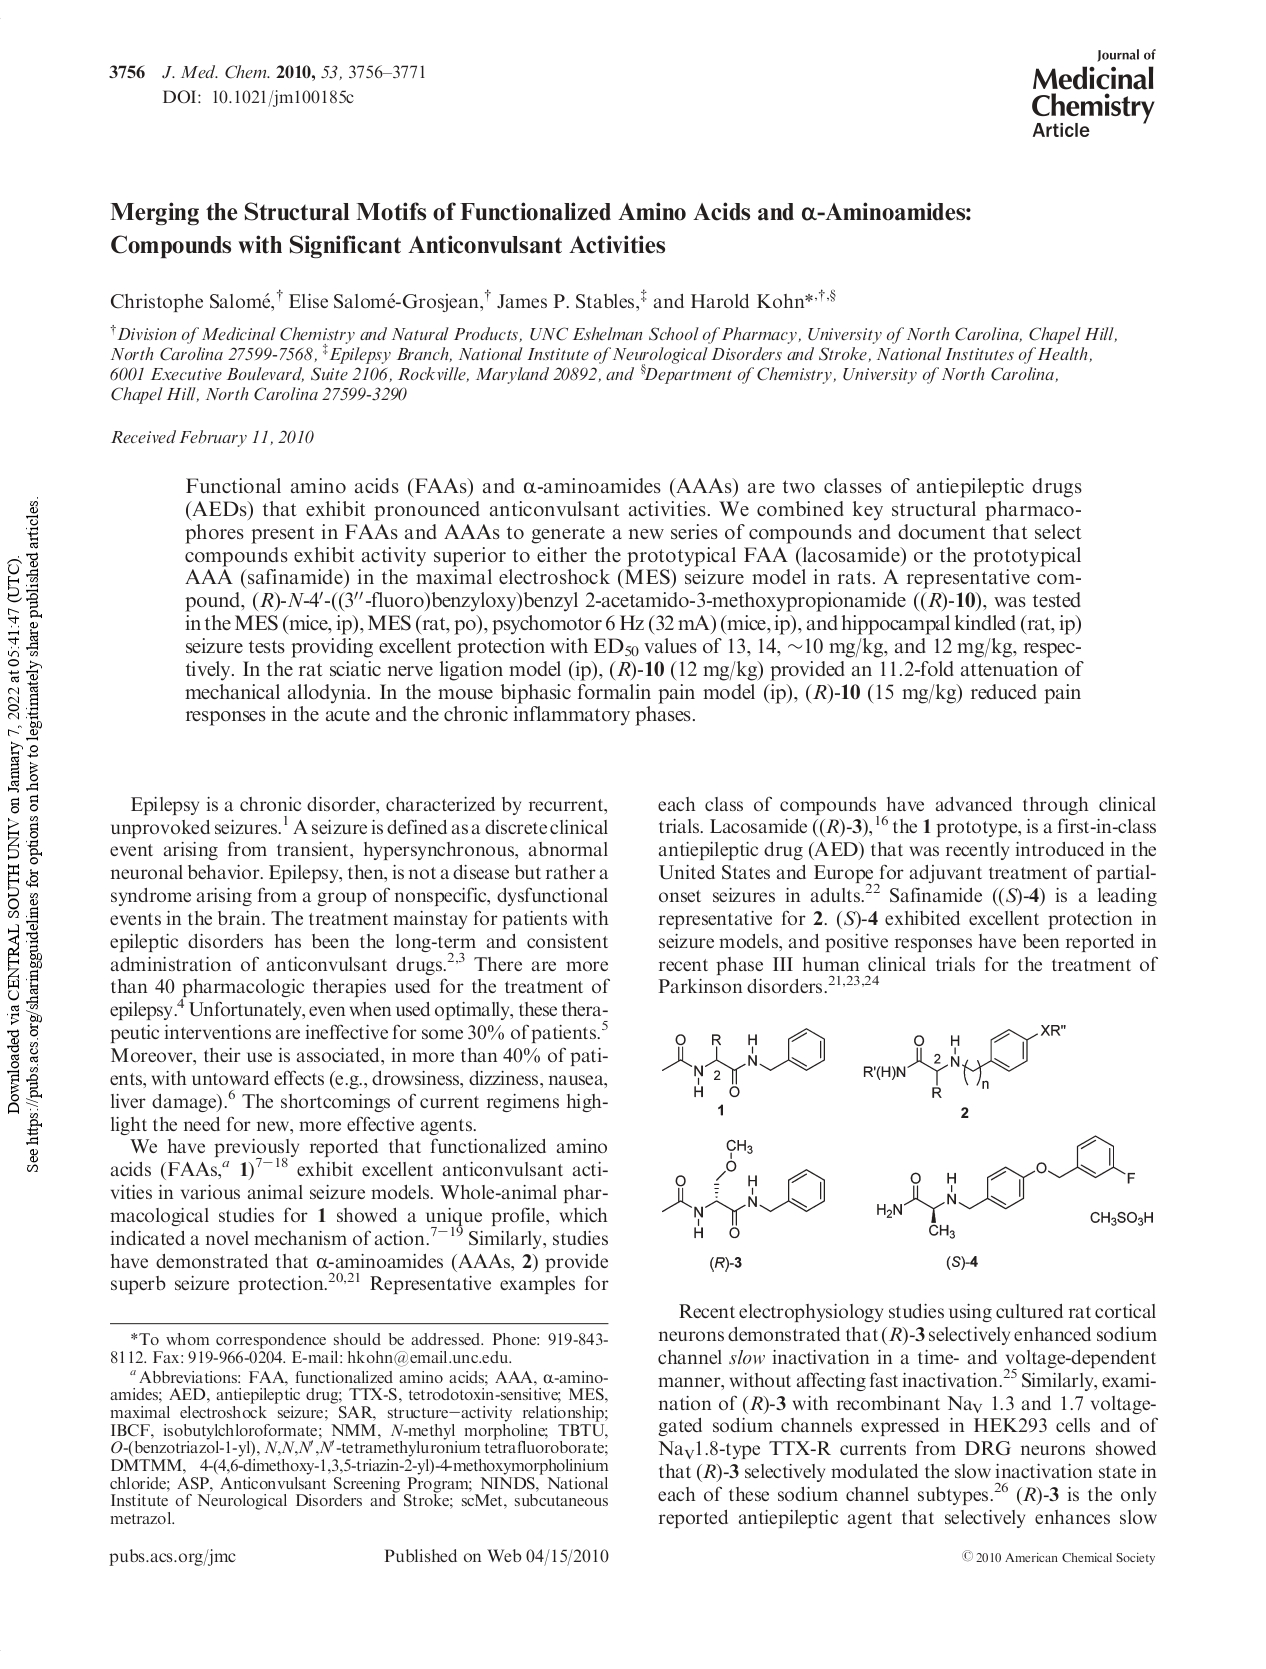 3756 J. Med. Chem. 2010, 53, 3756–3771
DOI: 10.1021/jm100185c
Journal of
Medicinal
Chemistry
Article
Merging the Structural Motifs of Functionalized Amino Acids and α-Aminoamides:
Compounds with Significant Anticonvulsant Activities
Christophe Salomé,† Elise Salomé-Grosjean,† James P. Stables,‡ and Harold Kohn*,†,§
†Division of Medicinal Chemistry and Natural Products, UNC Eshelman School of Pharmacy, University of North Carolina, Chapel Hill,
North Carolina 27599-7568, ‡Epilepsy Branch, National Institute of Neurological Disorders and Stroke, National Institutes of Health,
6001 Executive Boulevard, Suite 2106, Rockville, Maryland 20892, and §Department of Chemistry, University of North Carolina,
Chapel Hill, North Carolina 27599-3290
Received February 11, 2010
Functional amino acids (FAAs) and α-aminoamides (AAAs) are two classes of antiepileptic drugs
(AEDs) that exhibit pronounced anticonvulsant activities. We combined key structural pharmaco-
phores present in FAAs and AAAs to generate a new series of compounds and document that select
compounds exhibit activity superior to either the prototypical FAA (lacosamide) or the prototypical
AAA (safinamide) in the maximal electroshock (MES) seizure model in rats. A representative com-
pound, (R)-N-4′-((3″-fluoro)benzyloxy)benzyl 2-acetamido-3-methoxypropionamide ((R)-10), was tested
in the MES (mice, ip), MES (rat, po), psychomotor 6 Hz (32 mA) (mice, ip), and hippocampal kindled (rat, ip)
seizure tests providing excellent protection with ED50 values of 13, 14, ~10 mg/kg, and 12 mg/kg, respec-
tively. In the rat sciatic nerve ligation model (ip), (R)-10 (12 mg/kg) provided an 11.2-fold attenuation of
mechanical allodynia. In the mouse biphasic formalin pain model (ip), (R)-10 (15 mg/kg) reduced pain
responses in the acute and the chronic inflammatory phases.
Epilepsy is a chronic disorder, characterized by recurrent,
unprovoked seizures.1 A seizure is defined as a discrete clinical
event arising from transient, hypersynchronous, abnormal
neuronal behavior. Epilepsy, then, is not a disease but rather a
syndrome arising from a group of nonspecific, dysfunctional
events in the brain. The treatment mainstay for patients with
epileptic disorders has been the long-term and consistent
administration of anticonvulsant drugs.2,3 There are more
than 40 pharmacologic therapies used for the treatment of
epilepsy.4 Unfortunately, even when used optimally, these thera-
peutic interventions are ineffective for some 30% of patients.5
Moreover, their use is associated, in more than 40% of pati-
ents, with untoward effects (e.g., drowsiness, dizziness, nausea,
liver damage).6 The shortcomings of current regimens high-
light the need for new, more effective agents.
We have previously reported that functionalized amino
acids (FAAs,a 1)7−18 exhibit excellent anticonvulsant acti-
vities in various animal seizure models. Whole-animal phar-
macological studies for 1 showed a unique profile, which
indicated a novel mechanism of action.7−19 Similarly, studies
have demonstrated that α-aminoamides (AAAs, 2) provide
superb seizure protection.20,21 Representative examples for
*To whom correspondence should be addressed. Phone: 919-843-
8112. Fax: 919-966-0204. E-mail: hkohn@email.unc.edu.
a Abbreviations: FAA, functionalized amino acids; AAA, α-amino-
amides; AED, antiepileptic drug; TTX-S, tetrodotoxin-sensitive; MES,
maximal electroshock seizure; SAR, structure−activity relationship;
IBCF, isobutylchloroformate; NMM, N-methyl morpholine; TBTU,
O-(benzotriazol-1-yl), N,N,N′,N′-tetramethyluronium tetrafluoroborate;
DMTMM, 4-(4,6-dimethoxy-1,3,5-triazin-2-yl)-4-methoxymorpholinium
chloride; ASP, Anticonvulsant Screening Program; NINDS, National
Institute of Neurological Disorders and Stroke; scMet, subcutaneous
metrazol.
each class of compounds have advanced through clinical
trials. Lacosamide ((R)-3),16 the 1 prototype, is a first-in-class
antiepileptic drug (AED) that was recently introduced in the
United States and Europe for adjuvant treatment of partial-
onset seizures in adults.22 Safinamide ((S)-4) is a leading
representative for 2. (S)-4 exhibited excellent protection in
seizure models, and positive responses have been reported in
recent phase III human clinical trials for the treatment of
Parkinson disorders.21,23,24
O R H N N H 2 O
1
O H R'(H)N 2 N R n XR"
2
CH3 O O H N N H O
(R)-3
O H H2N N CH3 O F CH3SO3H
(S)-4
Recent electrophysiology studies using cultured rat cortical
neurons demonstrated that (R)-3 selectively enhanced sodium
channel slow inactivation in a time- and voltage-dependent
manner, without affecting fast inactivation.25 Similarly, exami-
nation of (R)-3 with recombinant NaV 1.3 and 1.7 voltage-
gated sodium channels expressed in HEK293 cells and of
NaV1.8-type TTX-R currents from DRG neurons showed
that (R)-3 selectively modulated the slow inactivation state in
each of these sodium channel subtypes.26 (R)-3 is the only
reported antiepileptic agent that selectively enhances slow
pubs.acs.org/jmc Published on Web 04/15/2010 © 2010 American Chemical Society
Downloaded via CENTRAL SOUTH UNIV on January 7, 2022 at 05:41:47 (UTC).
See https://pubs.acs.org/sharingguidelines for options on how to legitimately share published articles.